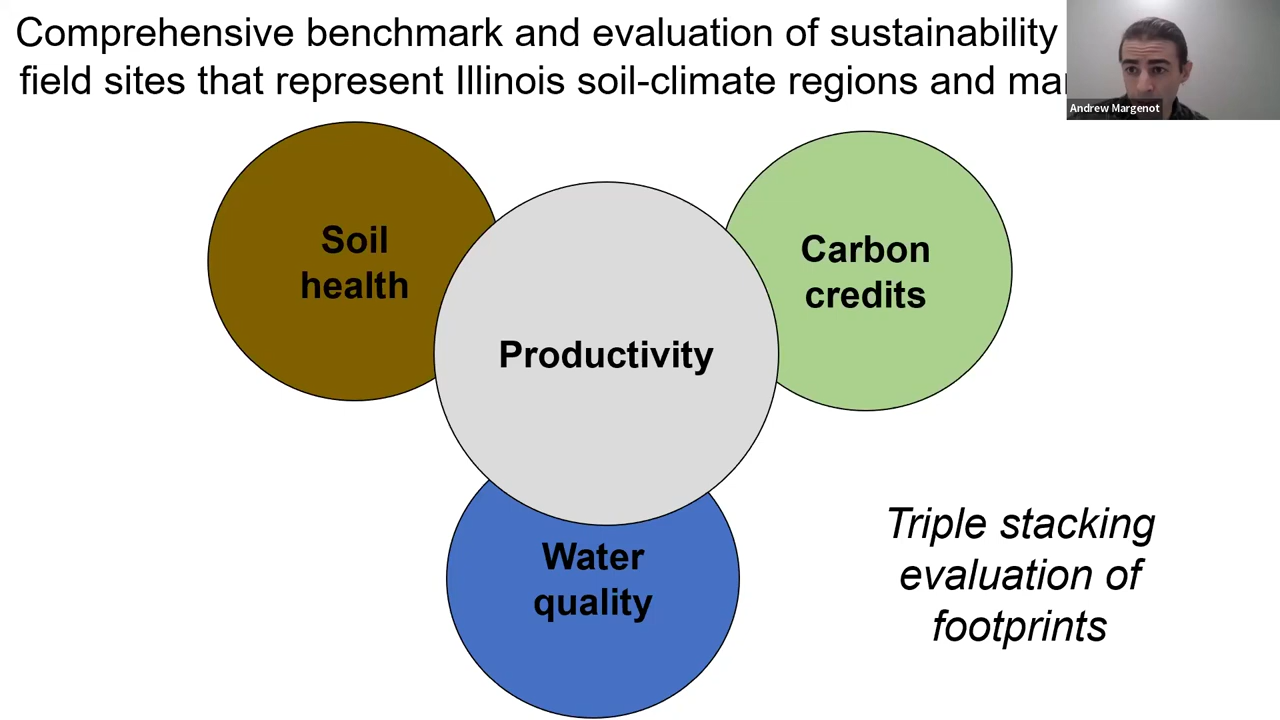 Comprehensive benchmark and evaluation of sustainability
field sites that represent Illinois soil-climate regions and
Andrew Margenot
Soil
health
Carbon
credits
Productivity
Water
quality
Triple stacking
evaluation of
footprints